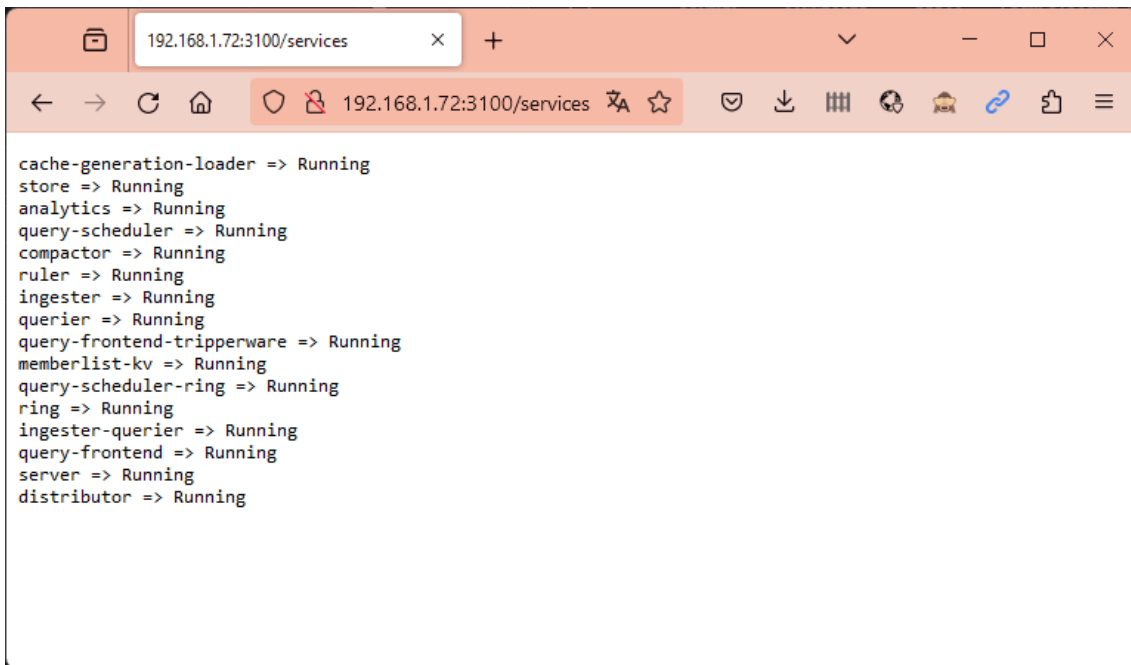 192.168.1.72:3100/services
192.168.1.72:3100/services
cache-generation-loader => Running
store => Running
analytics => Running
query-scheduler => Running
compactor => Running
ruler => Running
ingester => Running
querier => Running
query-frontend-tripperware => Running
memberlist-kv => Running
query-scheduler-ring => Running
ring => Running
ingester-querier => Running
query-frontend => Running
server => Running
distributor => Running